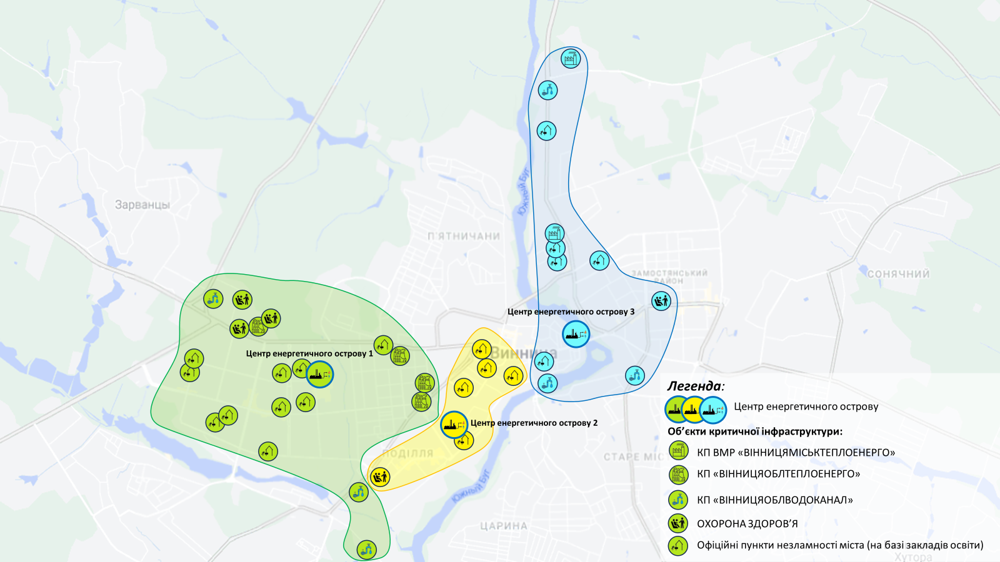 Южный Буг
Зарванцы
П'ЯТНИЧАНИ
ЗАМОСТЯНСЬКИЙ
РАЙОН
СОНЯЧНИЙ
Центр енергетичного острову 3
Центр енергетичного острову 1
Винница
Центр енергетичного острову 2
ПОДІЛЛЯ
СТАРЕ МІС
Южный Буг
ЦАРИНА
Легенда:
Центр енергетичного острову
Об’єкти критичної інфраструктури:
КП ВМР «ВІННИЦЯМІСЬКТЕПЛОЕНЕРГО»
КП «ВІННИЦЯОБЛТЕПЛОЕНЕРГО»
КП «ВІННИЦЯОБЛВОДОКАНАЛ»
ОХОРОНА ЗДОРОВ’Я
Офіційні пункти незламності міста (на базі закладів освіти)
Хутора